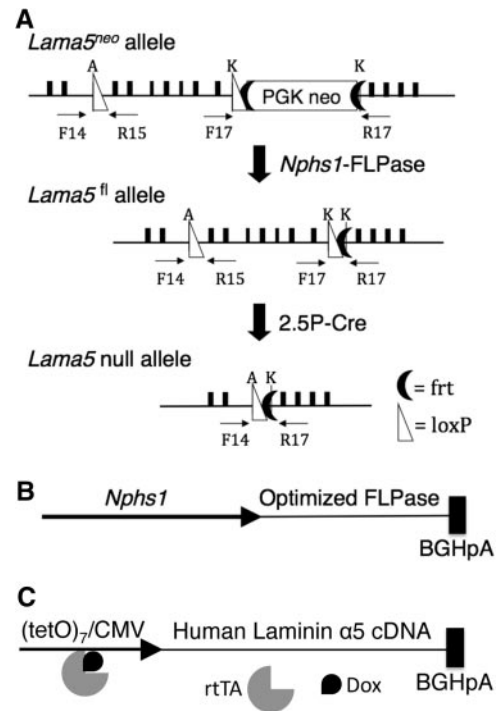 A
Lama5neo allele
A K K
PGK neo
F14 R15 F17 R17
Nphs1-FLPase
Lama5 fl allele
A K K
F14 R15 F17 R17
2.5P-Cre
Lama5 null allele
A K
F14 R17
= frt
= loxP
B
Nphs1 Optimized FLPase
BGHpA
C
(tetO)7/CMV Human Laminin α5 cDNA
rtTA Dox
BGHpA